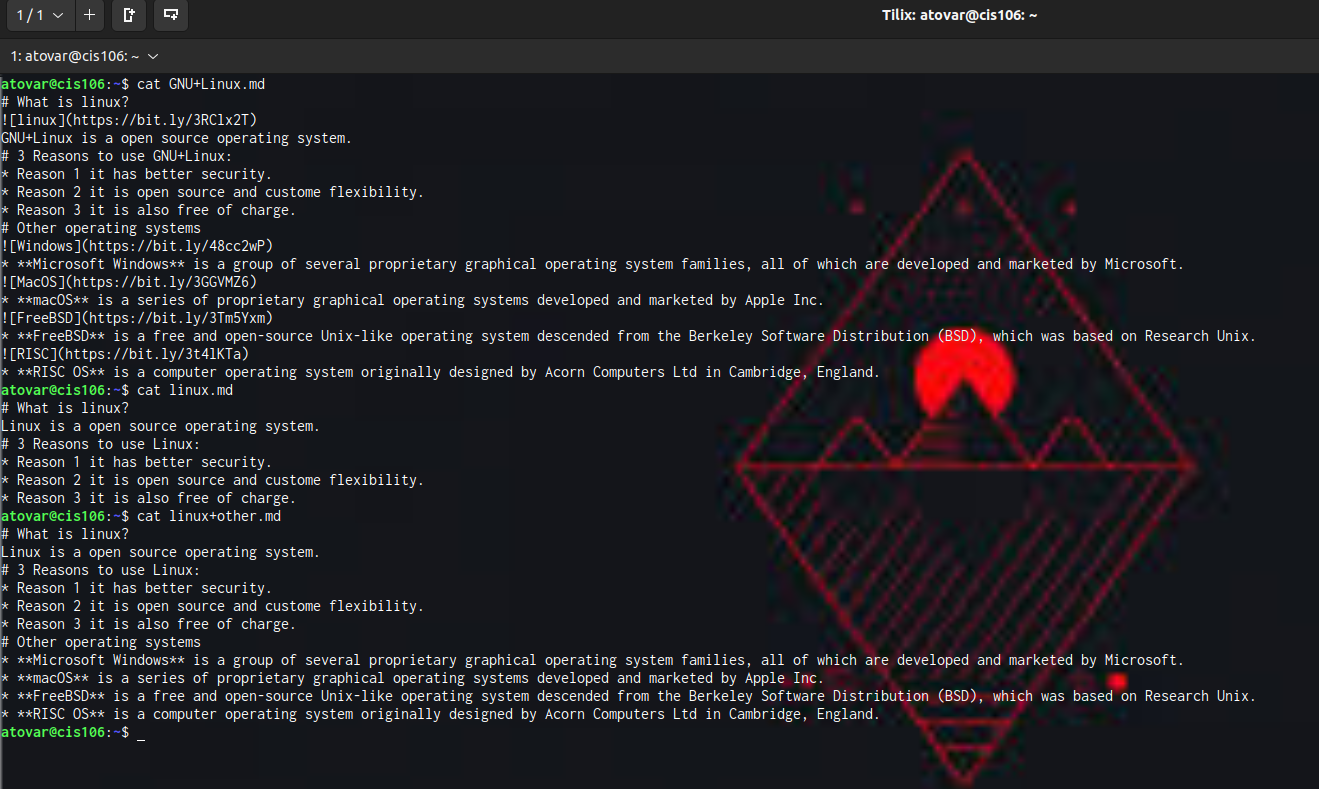 1 / 1
Tilix: atovar@cis106: ~
1: atovar@cis106: ~
atovar@cis106:~$ cat GNU+Linux.md
# What is linux?
![linux](https://bit.ly/3RClx2T)
GNU+Linux is a open source operating system.
# 3 Reasons to use GNU+Linux:
* Reason 1 it has better security.
* Reason 2 it is open source and custome flexibility.
* Reason 3 it is also free of charge.
# Other operating systems
![Windows](https://bit.ly/48cc2wP)
* **Microsoft Windows** is a group of several proprietary graphical operating system families, all of which are developed and marketed by Microsoft.
![MacOS](https://bit.ly/3GGVMZ6)
* **macOS** is a series of proprietary graphical operating systems developed and marketed by Apple Inc.
![FreeBSD](https://bit.ly/3Tm5Yxm)
* **FreeBSD** is a free and open-source Unix-like operating system descended from the Berkeley Software Distribution (BSD), which was based on Research Unix.
![RISC](https://bit.ly/3t4lKTa)
* **RISC OS** is a computer operating system originally designed by Acorn Computers Ltd in Cambridge, England.
atovar@cis106:~$ cat linux.md
# What is linux?
Linux is a open source operating system.
# 3 Reasons to use Linux:
* Reason 1 it has better security.
* Reason 2 it is open source and custome flexibility.
* Reason 3 it is also free of charge.
atovar@cis106:~$ cat linux+other.md
# What is linux?
Linux is a open source operating system.
# 3 Reasons to use Linux:
* Reason 1 it has better security.
* Reason 2 it is open source and custome flexibility.
* Reason 3 it is also free of charge.
# Other operating systems
* **Microsoft Windows** is a group of several proprietary graphical operating system families, all of which are developed and marketed by Microsoft.
* **macOS** is a series of proprietary graphical operating systems developed and marketed by Apple Inc.
* **FreeBSD** is a free and open-source Unix-like operating system descended from the Berkeley Software Distribution (BSD), which was based on Research Unix.
* **RISC OS** is a computer operating system originally designed by Acorn Computers Ltd in Cambridge, England.
atovar@cis106:~$ _